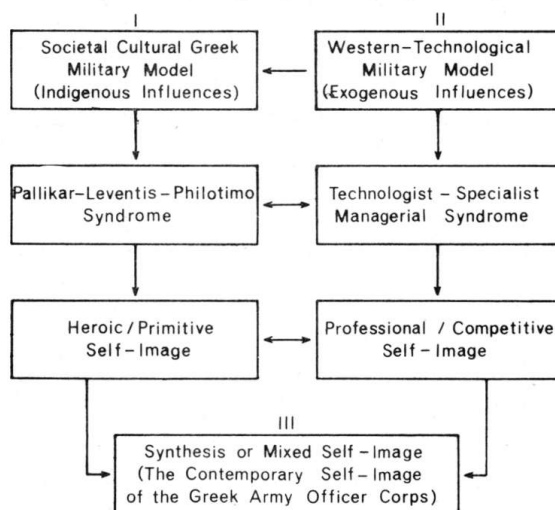 I
Societal Cultural Greek
Military Model
(Indigenous Influences)
II
Western-Technological
Military Model
(Exogenous Influences)
Pallikar-Leventis-Philotimo
Syndrome
Technologist - Specialist
Managerial Syndrome
Heroic / Primitive
Self-Image
Professional / Competitive
Self-Image
III
Synthesis or Mixed Self-Image
(The Contemporary Self-Image
of the Greek Army Officer Corps)